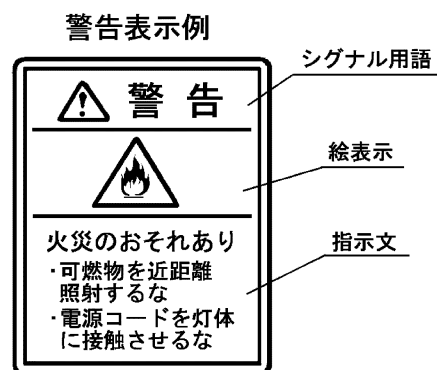 警告表示例
警告
シグナル用語
絵表示
火災のおそれあり
・可燃物を近距離
照射するな
・電源コードを灯体
に接触させるな
指示文